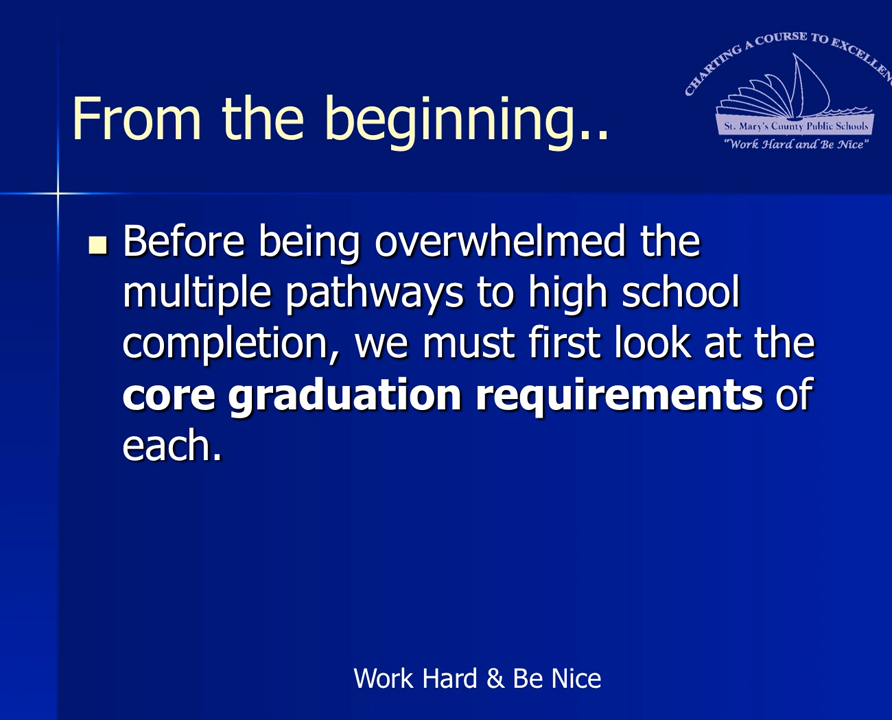 CHARTING A COURSE TO EXCELLEN
From the beginning..
St. Mary's County Public Schools
"Work Hard and Be Nice"
Before being overwhelmed the
multiple pathways to high school
completion, we must first look at the
core graduation requirements of
each.
Work Hard & Be Nice